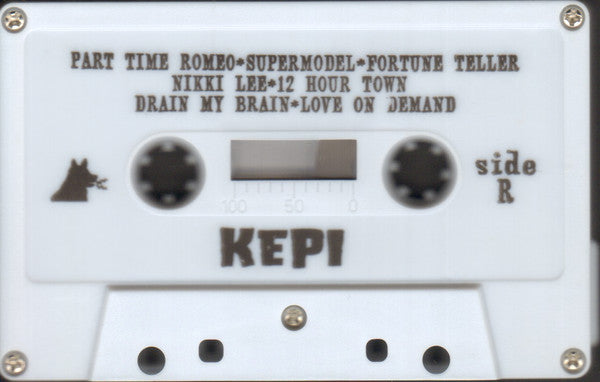 PART TIME ROMEO*SUPERMODEL*FORTUNE TELLER
NIKKI LEE*12 HOUR TOWN
DRAIN MY BRAIN*LOVE ON DEMAND
side
R
100 50 0
KEPI